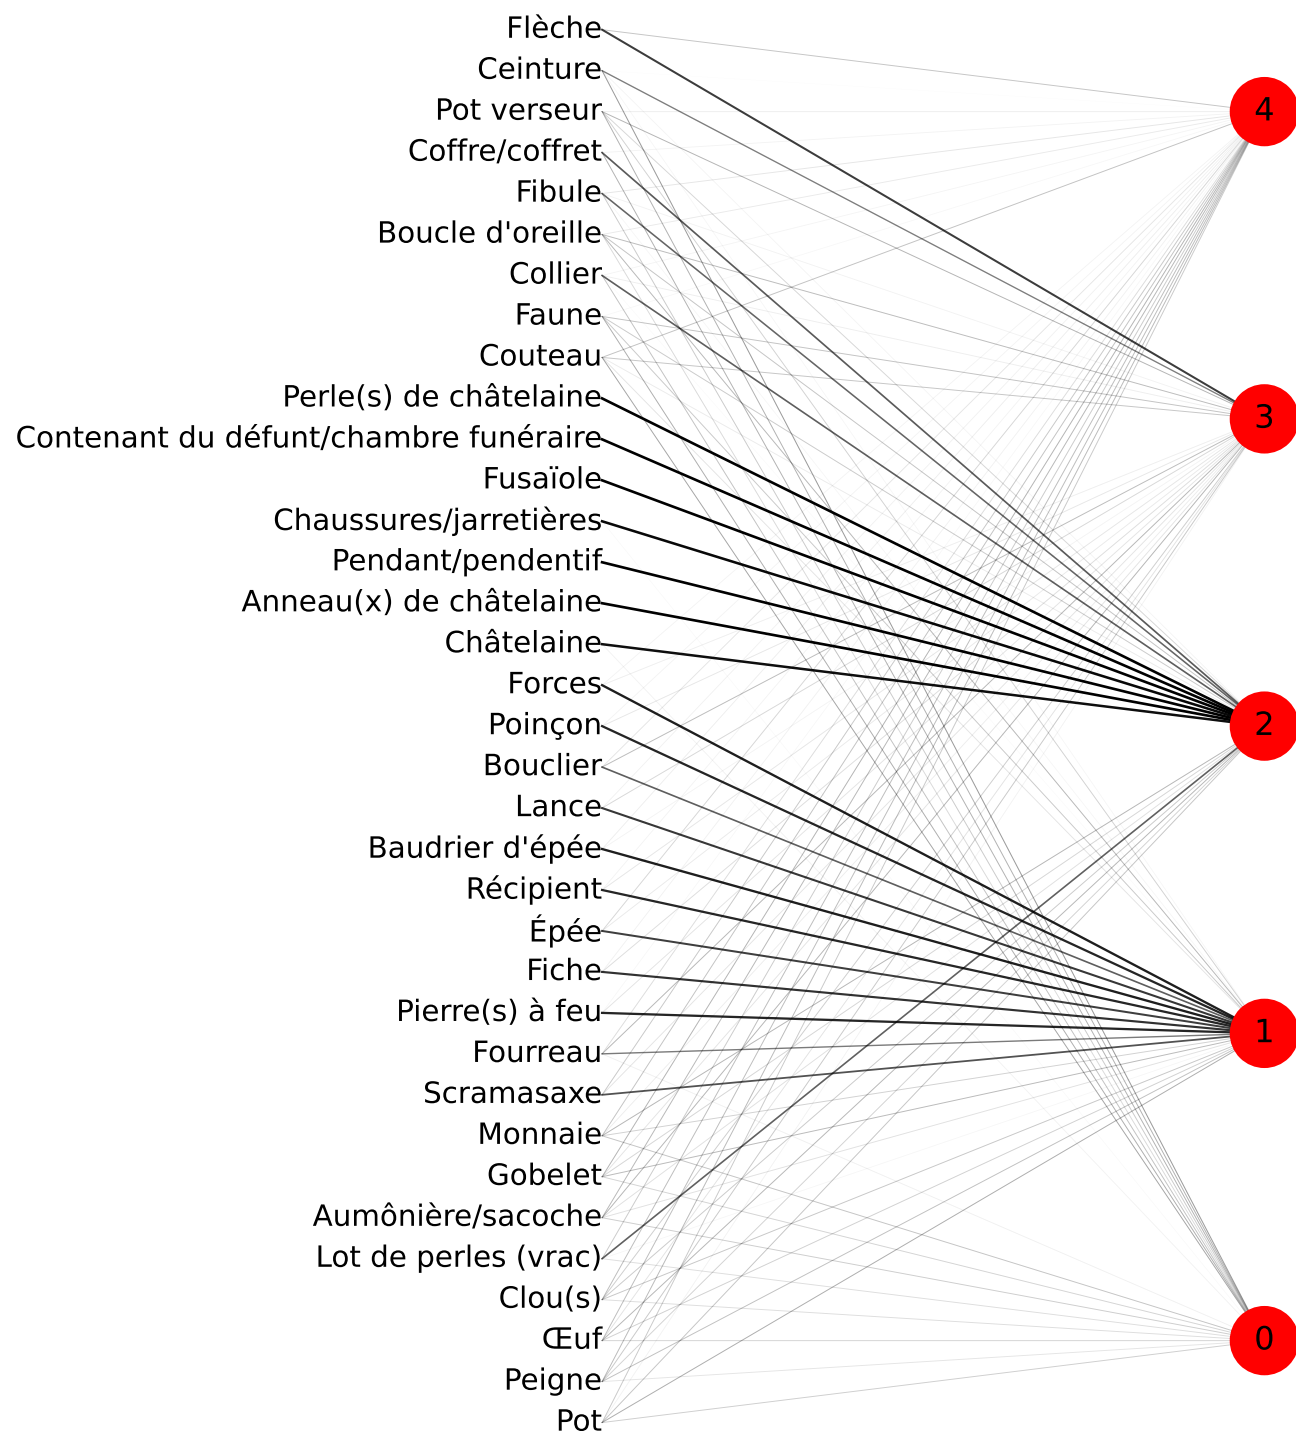 Flèche
Ceinture
Pot verseur
Coffre/coffret
Fibule
Boucle d'oreille
Collier
Faune
Couteau
Perle(s) de châtelaine
Contenant du défunt/chambre funéraire
Fusaïole
Chaussures/jarretières
Pendant/pendentif
Anneau(x) de châtelaine
Châtelaine
Forces
Poinçon
Bouclier
Lance
Baudrier d'épée
Récipient
Épée
Fiche
Pierre(s) à feu
Fourreau
Scramasaxe
Monnaie
Gobelet
Aumônière/sacoche
Lot de perles (vrac)
Clou(s)
Œuf
Peigne
Pot
4
3
2
1
0